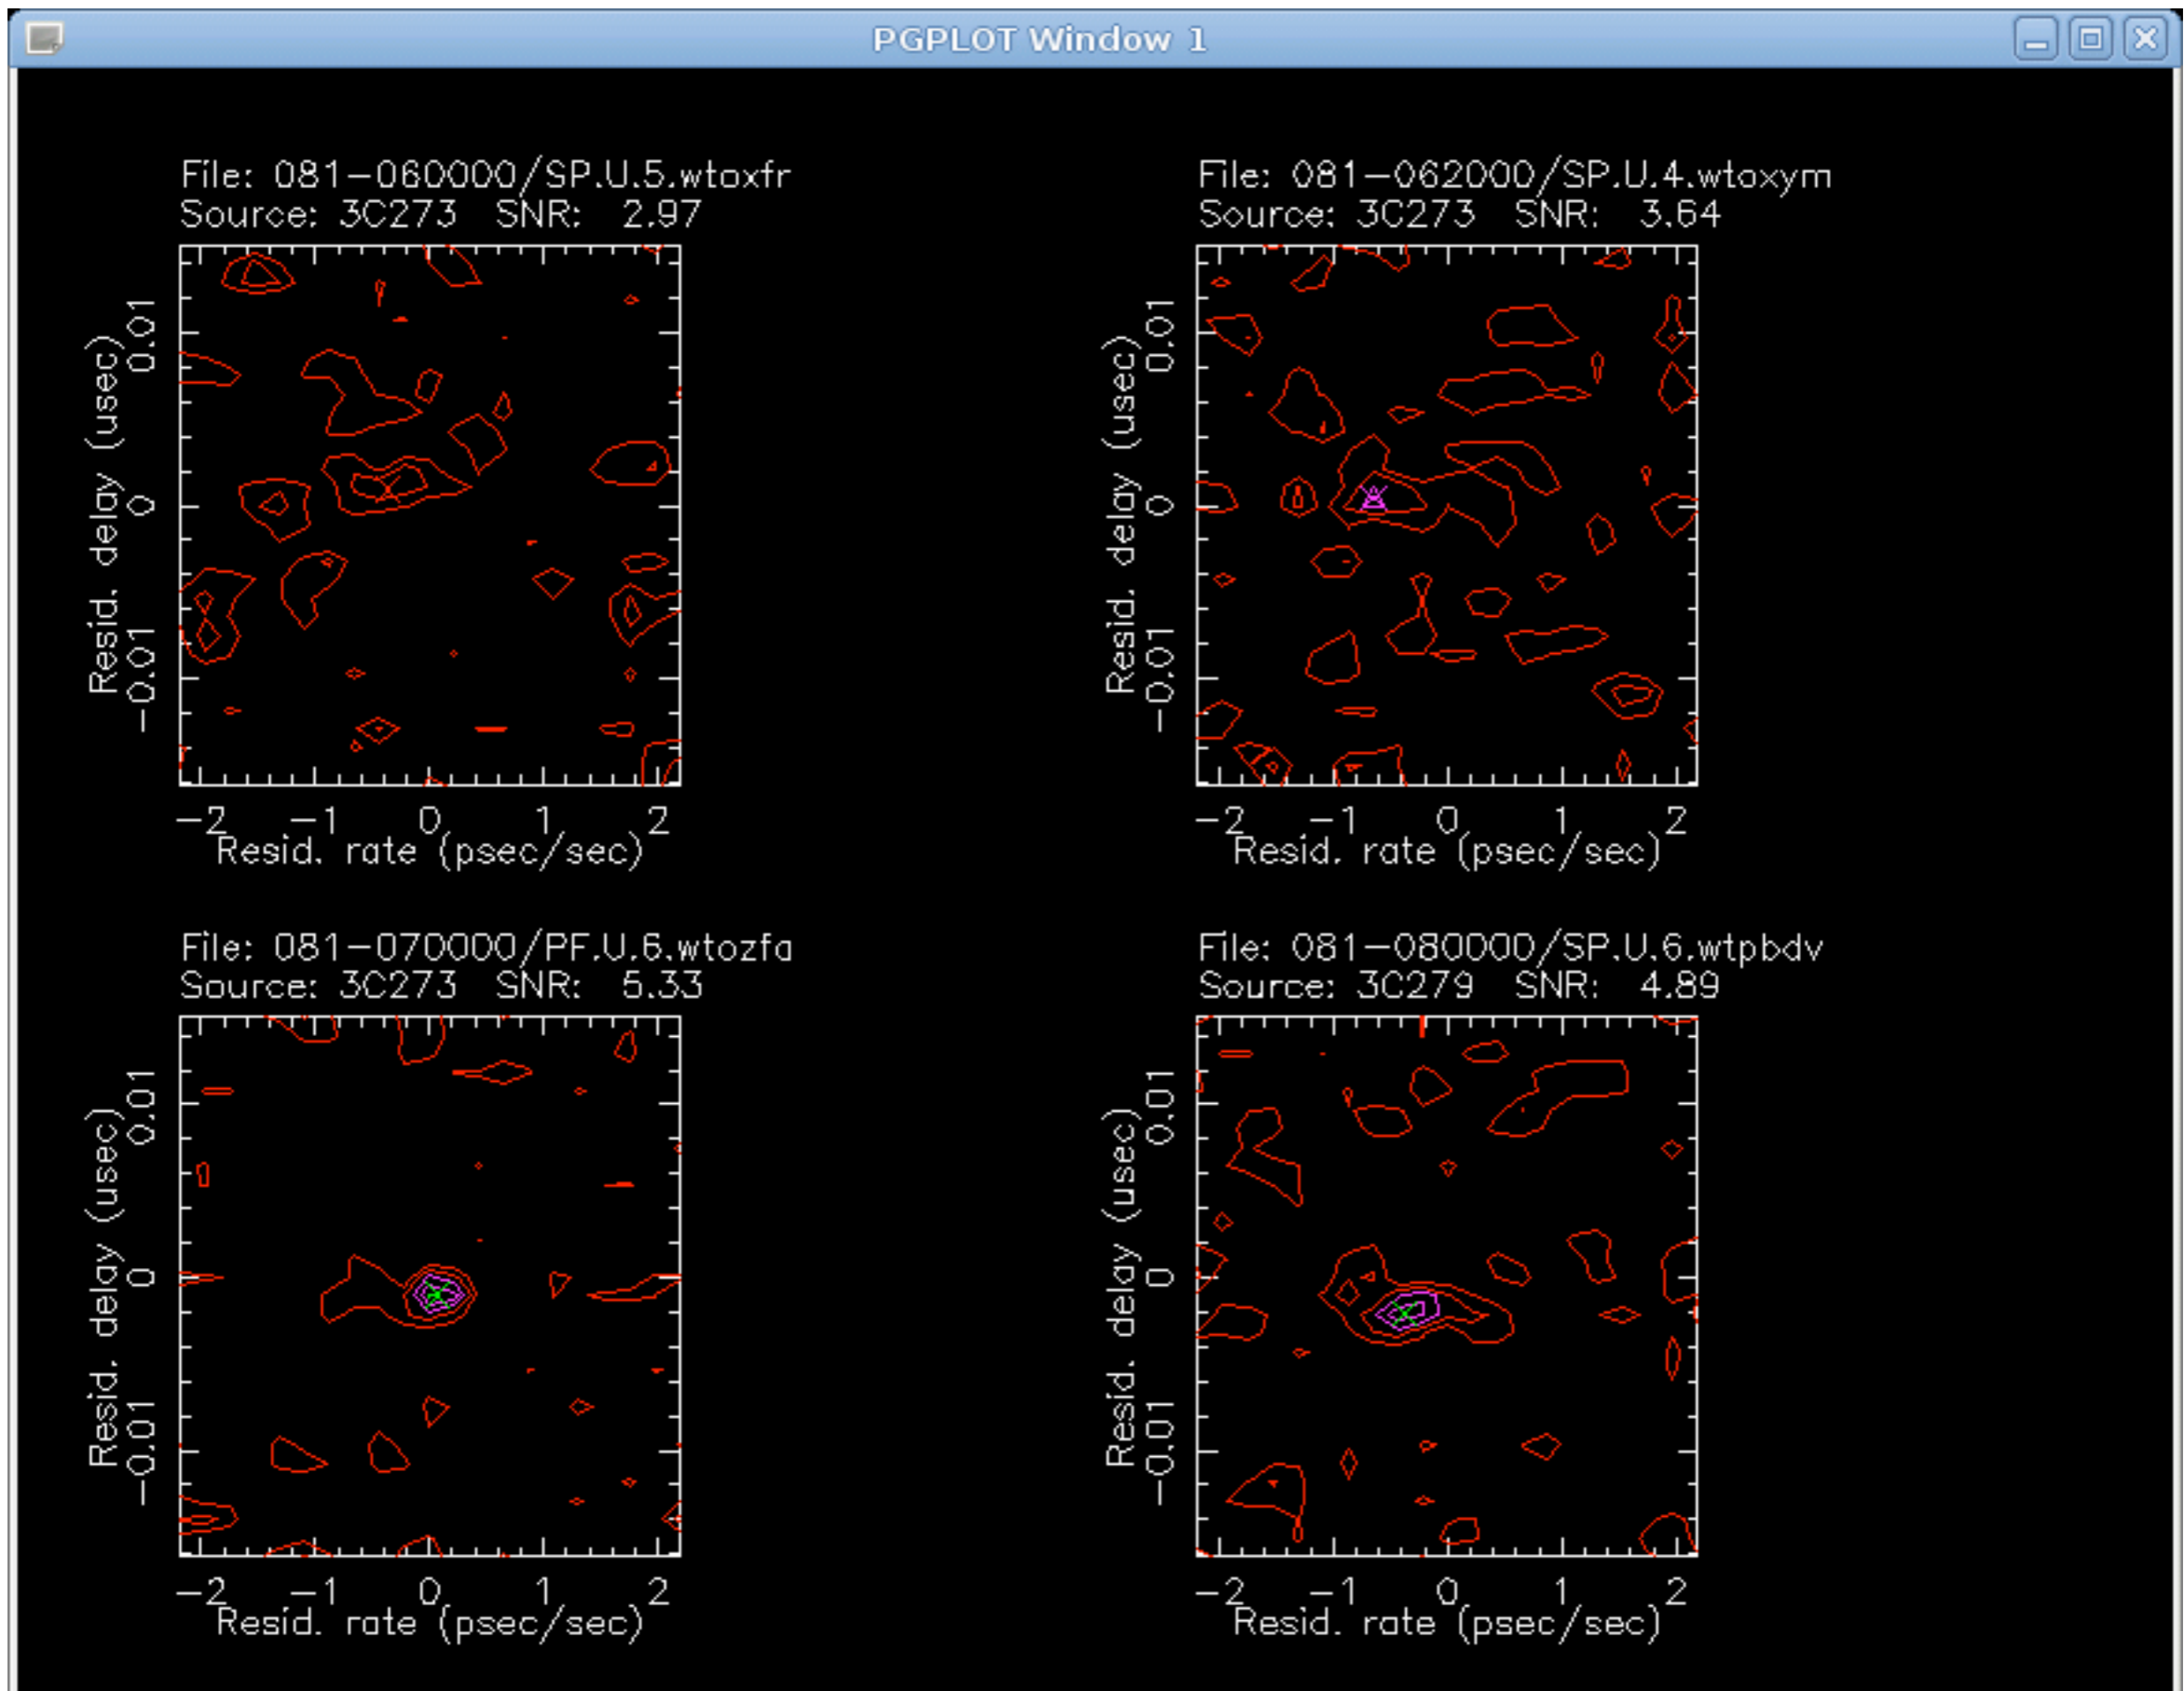 PGPLOT Window 1
File: 081-060000/SP.U.5.wtoxfr
Source: 3C273 SNR: 2.97
Resid. delay (usec)
0.01
0
-0.01
-2 -1 0 1 2
Resid. rate (psec/sec)
File: 081-062000/SP.U.4.wtoxym
Source: 3C273 SNR: 3.64
Resid. delay (usec)
0.01
0
-0.01
-2 -1 0 1 2
Resid. rate (psec/sec)
File: 081-070000/PF.U.6.wtozfa
Source: 3C273 SNR: 5.33
Resid. delay (usec)
0.01
0
-0.01
-2 -1 0 1 2
Resid. rate (psec/sec)
File: 081-080000/SP.U.6.wtpbdv
Source: 3C279 SNR: 4.89
Resid. delay (usec)
0.01
0
-0.01
-2 -1 0 1 2
Resid. rate (psec/sec)